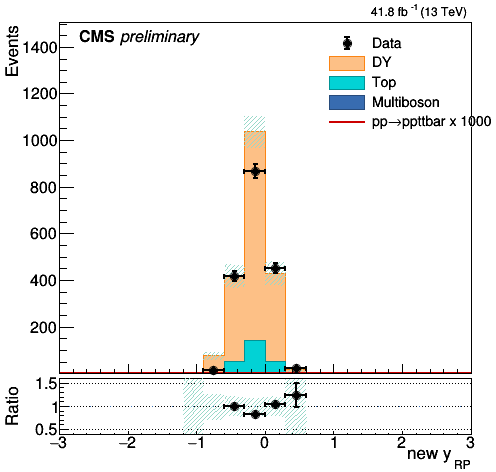 41.8 fb⁻¹ (13 TeV)
CMS preliminary
Data
DY
Top
Multiboson
pp→ppttbar x 1000
Events
1400
1200
1000
800
600
400
200
Ratio
1.5
1
0.5
−3 −2 −1 0 1 2 3
new y_RP